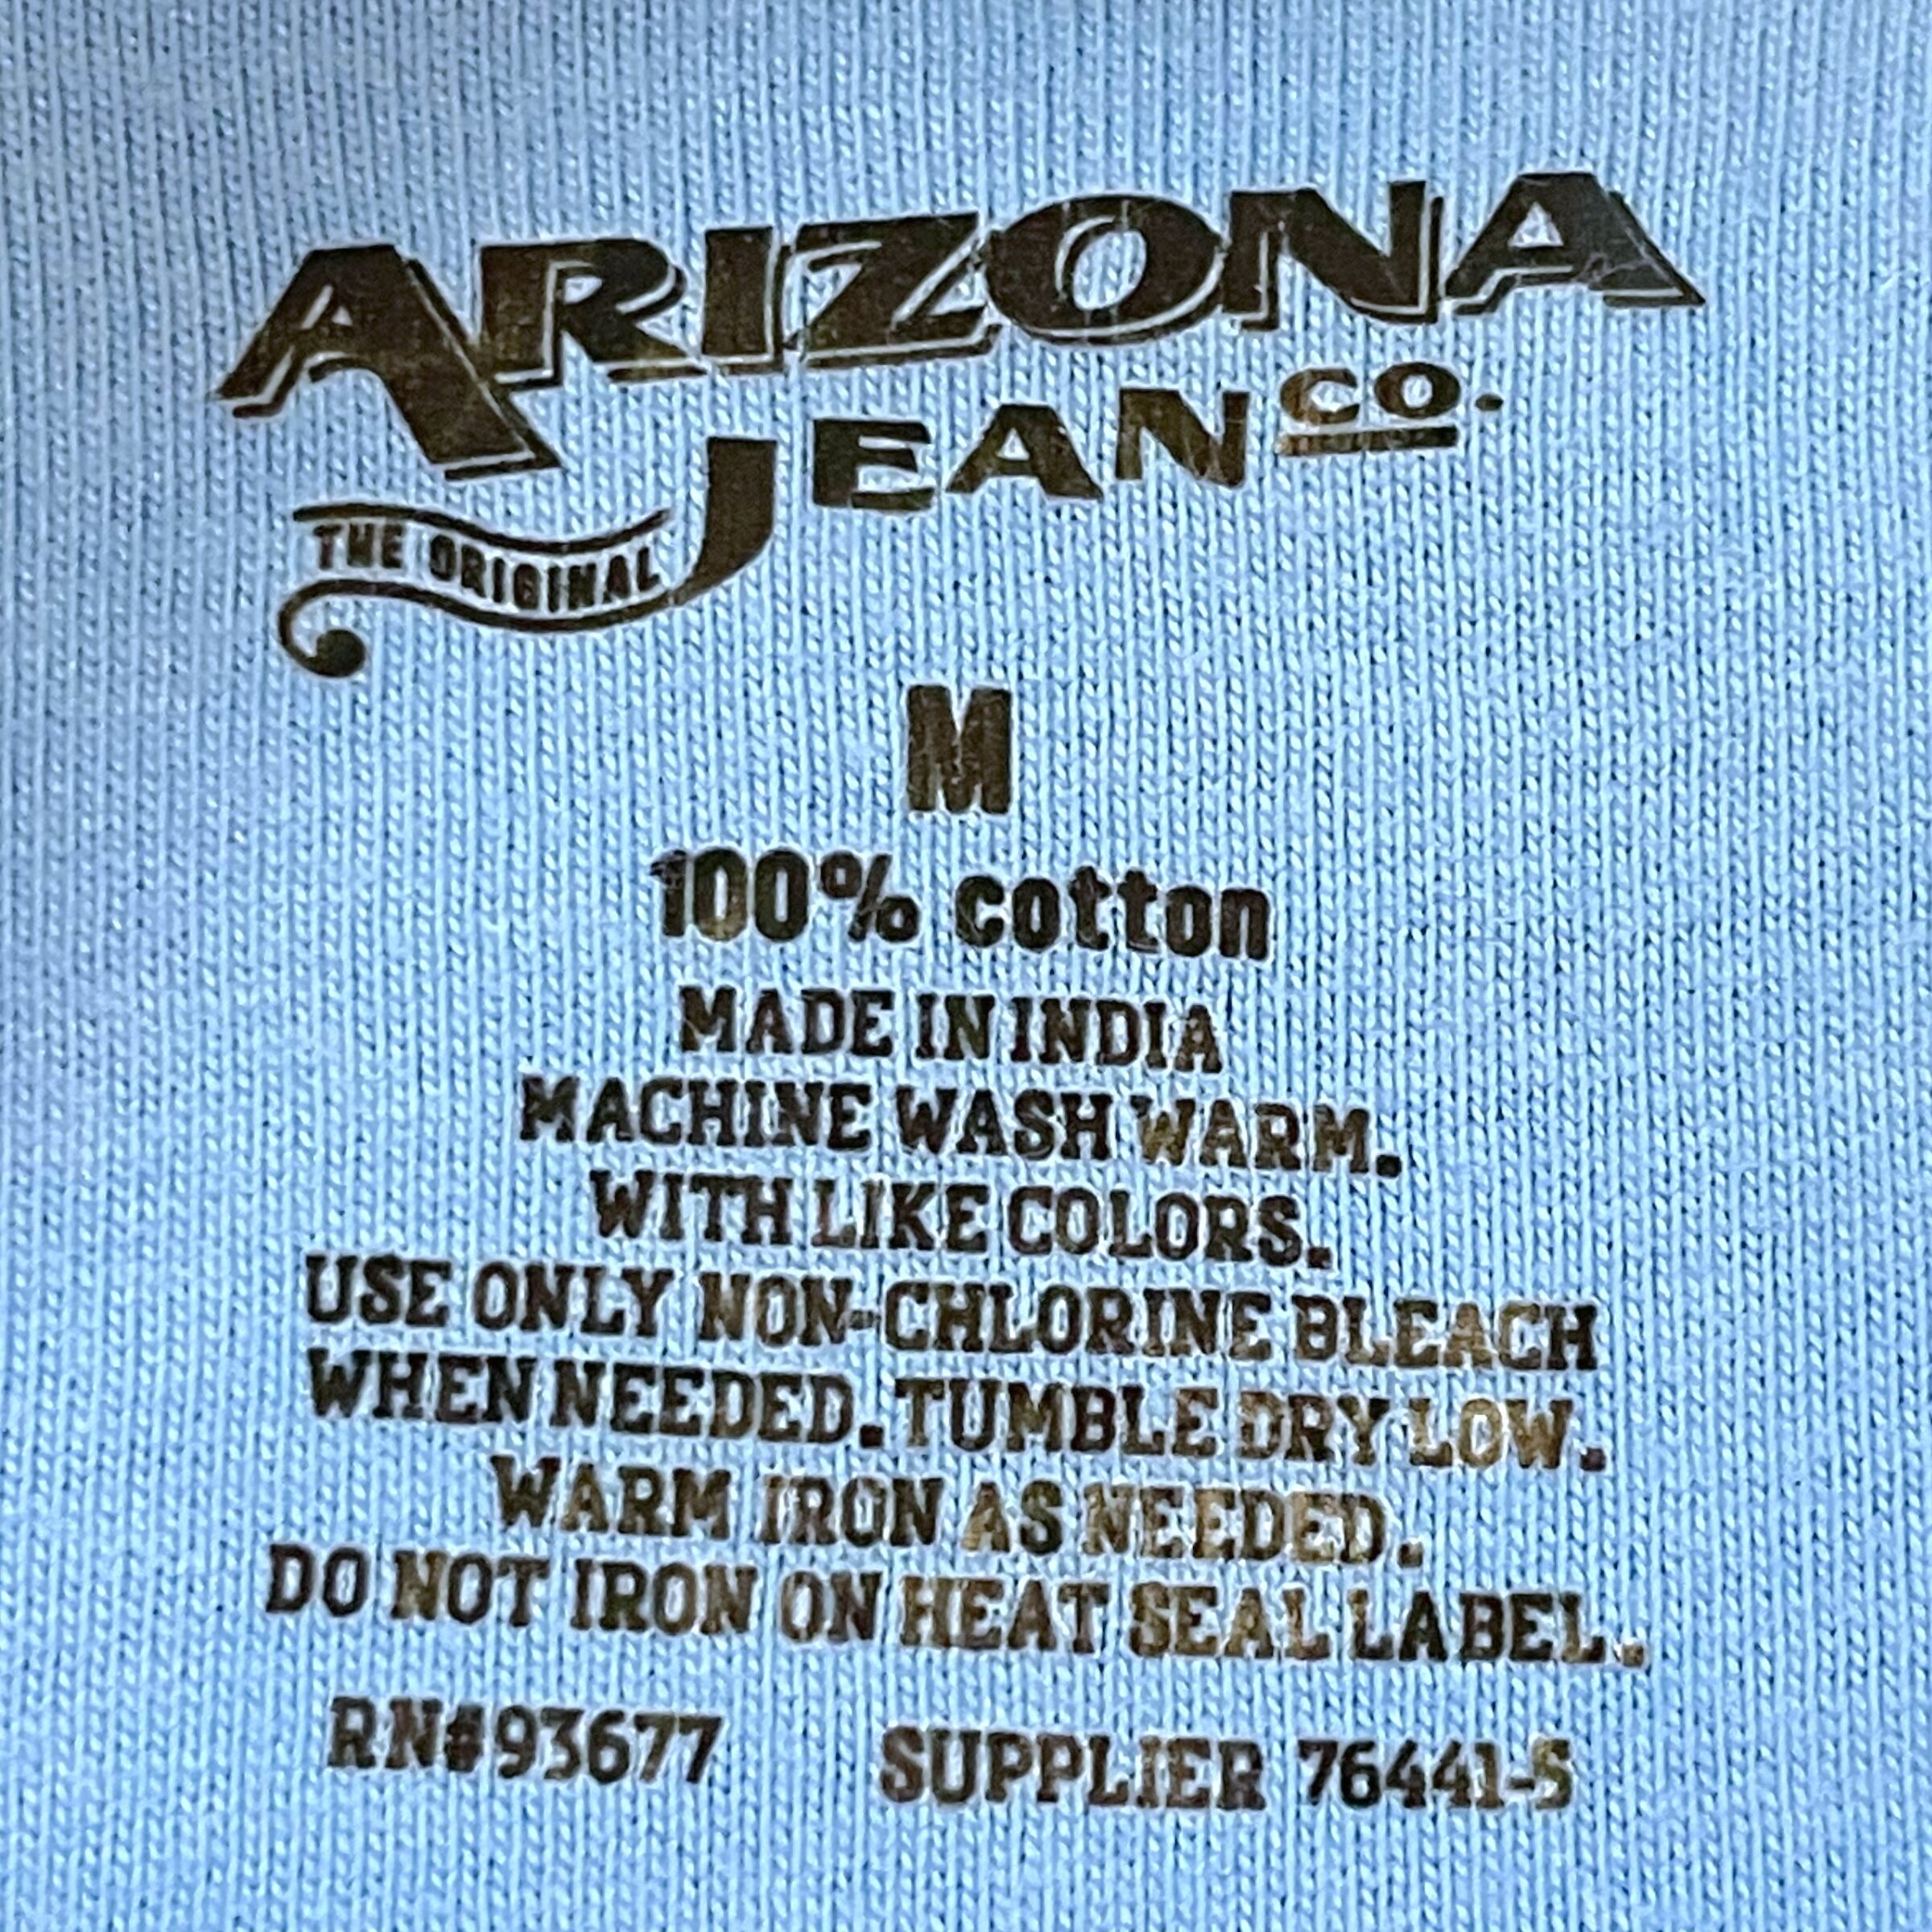 ARIZONA
JEAN CO.
THE ORIGINAL
M
100% cotton
MADE IN INDIA
MACHINE WASH WARM.
WITH LIKE COLORS.
USE ONLY NON-CHLORINE BLEACH
WHEN NEEDED. TUMBLE DRY LOW.
WARM IRON AS NEEDED.
DO NOT IRON ON HEAT SEAL LABEL.
RN#93677 SUPPLIER 76441-5